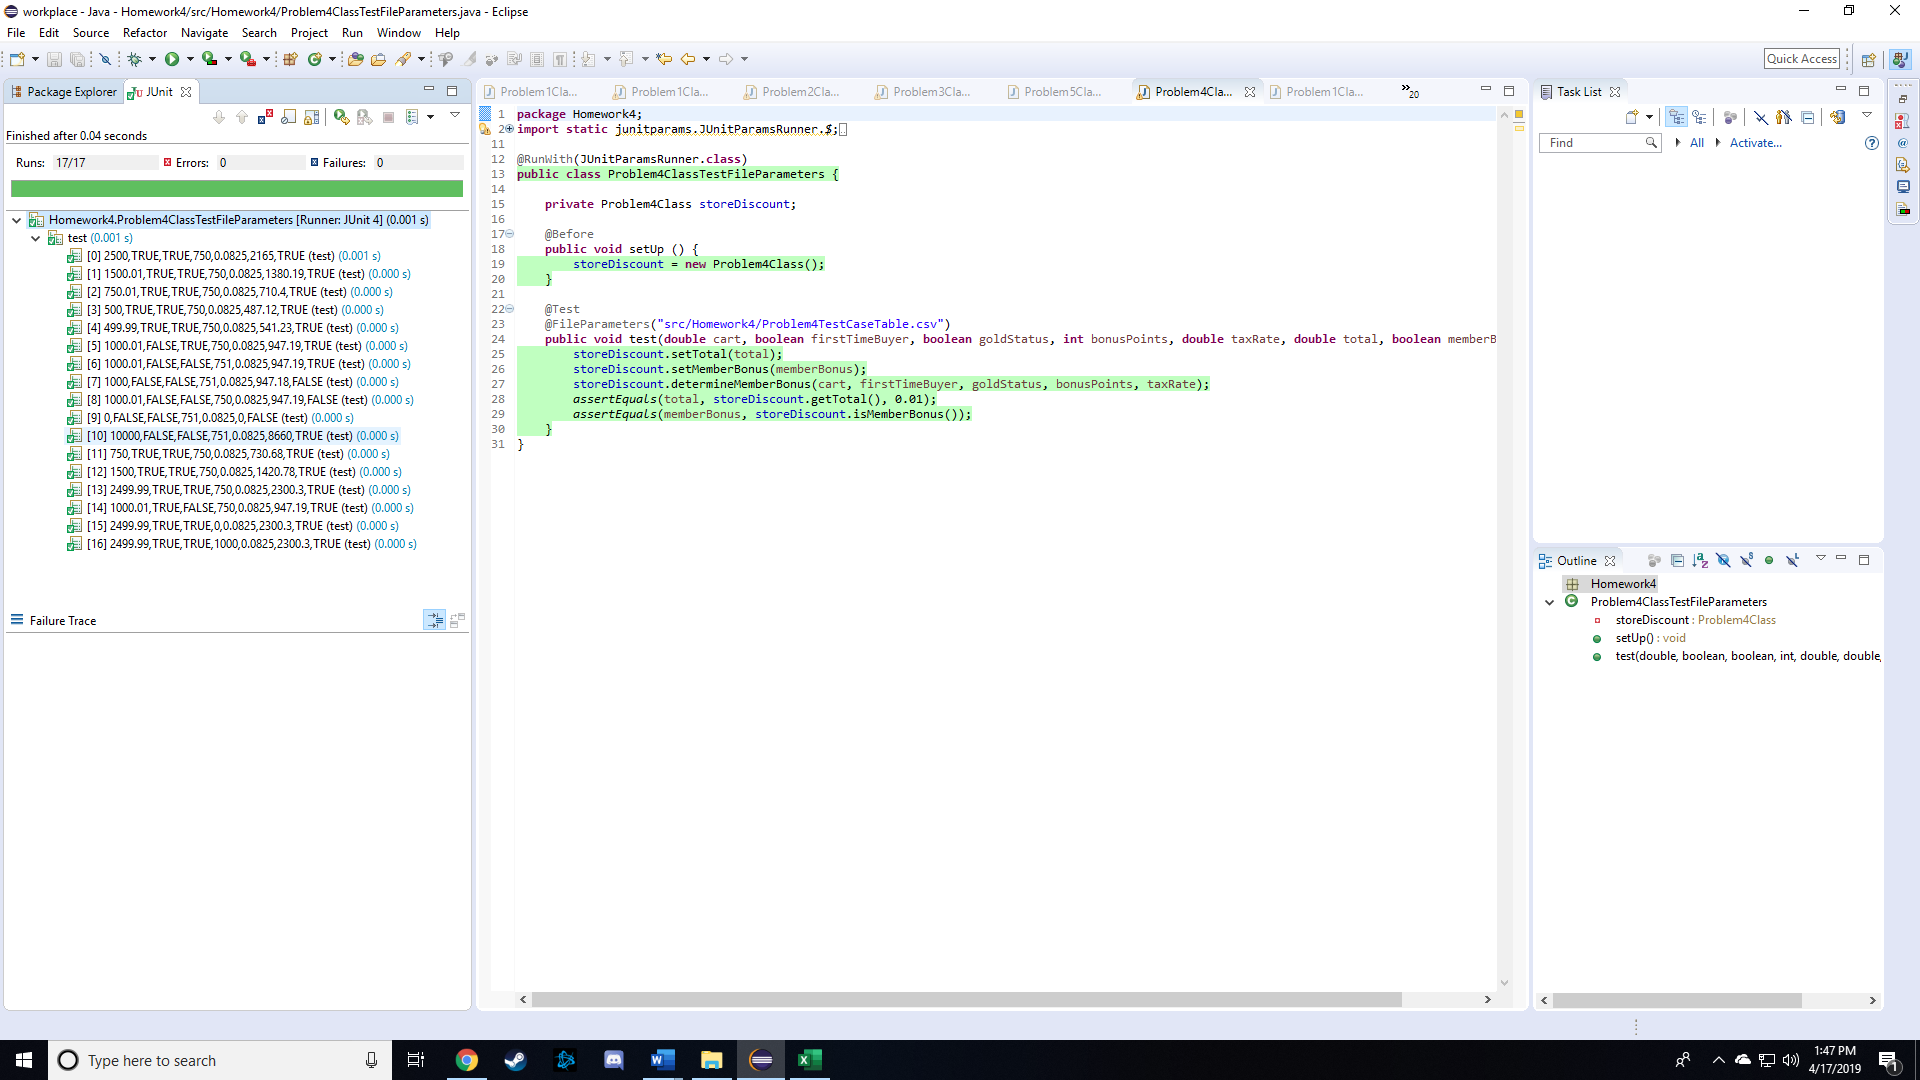 workplace - Java - Homework4/src/Homework4/Problem4ClassTestFileParameters.java - Eclipse
File Edit Source Refactor Navigate Search Project Run Window Help
Quick Access
Package Explorer JUnit
Finished after 0.04 seconds
Runs: 17/17 Errors: 0 Failures: 0
Homework4.Problem4ClassTestFileParameters [Runner: JUnit 4] (0.001 s)
test (0.001 s)
[0] 2500,TRUE,TRUE,750,0.0825,2165,TRUE (test) (0.001 s)
[1] 1500.01,TRUE,TRUE,750,0.0825,1380.19,TRUE (test) (0.000 s)
[2] 750.01,TRUE,TRUE,750,0.0825,710.4,TRUE (test) (0.000 s)
[3] 500,TRUE,TRUE,750,0.0825,487.12,TRUE (test) (0.000 s)
[4] 499.99,TRUE,TRUE,750,0.0825,541.23,TRUE (test) (0.000 s)
[5] 1000.01,FALSE,TRUE,750,0.0825,947.19,TRUE (test) (0.000 s)
[6] 1000.01,FALSE,FALSE,751,0.0825,947.19,TRUE (test) (0.000 s)
[7] 1000,FALSE,FALSE,751,0.0825,947.18,FALSE (test) (0.000 s)
[8] 1000.01,FALSE,FALSE,750,0.0825,947.19,FALSE (test) (0.000 s)
[9] 0,FALSE,FALSE,751,0.0825,0,FALSE (test) (0.000 s)
[10] 10000,FALSE,FALSE,751,0.0825,8660,TRUE (test) (0.000 s)
[11] 750,TRUE,TRUE,750,0.0825,730.68,TRUE (test) (0.000 s)
[12] 1500,TRUE,TRUE,750,0.0825,1420.78,TRUE (test) (0.000 s)
[13] 2499.99,TRUE,TRUE,750,0.0825,2300.3,TRUE (test) (0.000 s)
[14] 1000.01,TRUE,FALSE,750,0.0825,947.19,TRUE (test) (0.000 s)
[15] 2499.99,TRUE,TRUE,0,0.0825,2300.3,TRUE (test) (0.000 s)
[16] 2499.99,TRUE,TRUE,1000,0.0825,2300.3,TRUE (test) (0.000 s)
Failure Trace
Problem1Cla... Problem1Cla... Problem2Cla... Problem3Cla... Problem5Cla... Problem4Cla... Problem1Cla... »20
1 package Homework4;
2 import static junitparams.JUnitParamsRunner.$;
11
12 @RunWith(JUnitParamsRunner.class)
13 public class Problem4ClassTestFileParameters {
14
15 private Problem4Class storeDiscount;
16
17 @Before
18 public void setUp () {
19 storeDiscount = new Problem4Class();
20 }
21
22 @Test
23 @FileParameters("src/Homework4/Problem4TestCaseTable.csv")
24 public void test(double cart, boolean firstTimeBuyer, boolean goldStatus, int bonusPoints, double taxRate, double total, boolean memberB
25 storeDiscount.setTotal(total);
26 storeDiscount.setMemberBonus(memberBonus);
27 storeDiscount.determineMemberBonus(cart, firstTimeBuyer, goldStatus, bonusPoints, taxRate);
28 assertEquals(total, storeDiscount.getTotal(), 0.01);
29 assertEquals(memberBonus, storeDiscount.isMemberBonus());
30 }
31 }
Task List
Find All Activate...
Outline
Homework4
Problem4ClassTestFileParameters
storeDiscount : Problem4Class
setUp() : void
test(double, boolean, boolean, int, double, double,
Type here to search
1:47 PM
4/17/2019
1